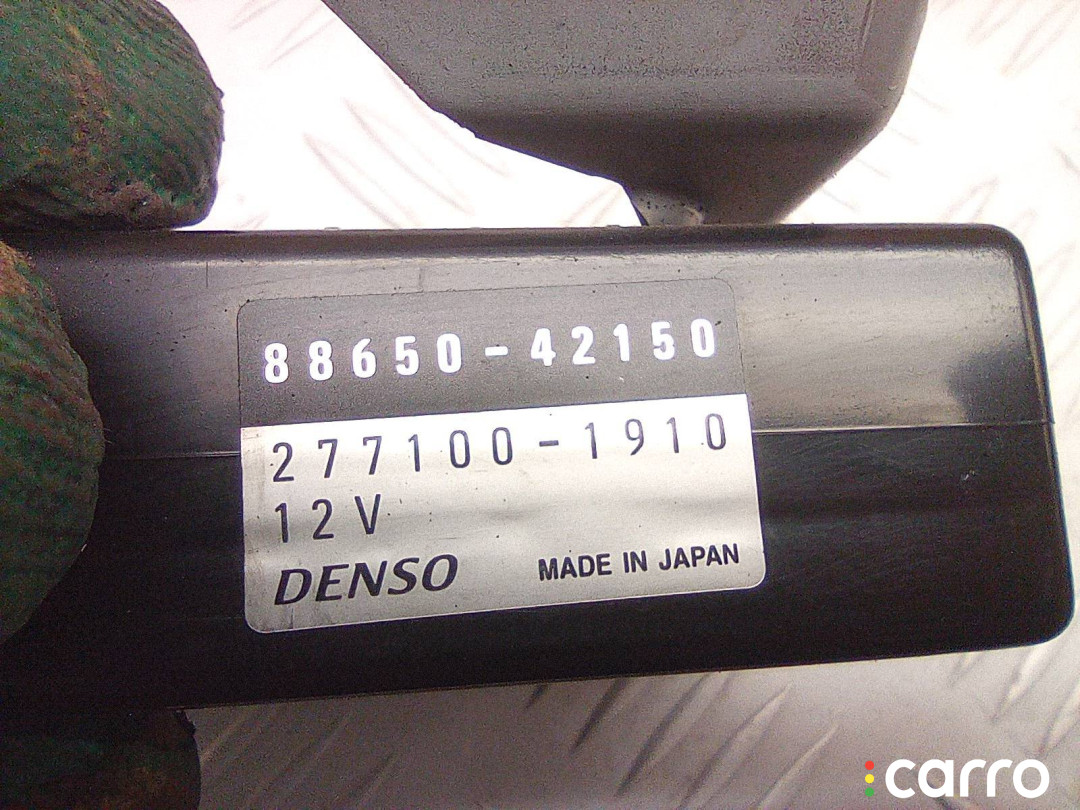 88650-42150
277100-1910
12V
DENSO MADE IN JAPAN
carro